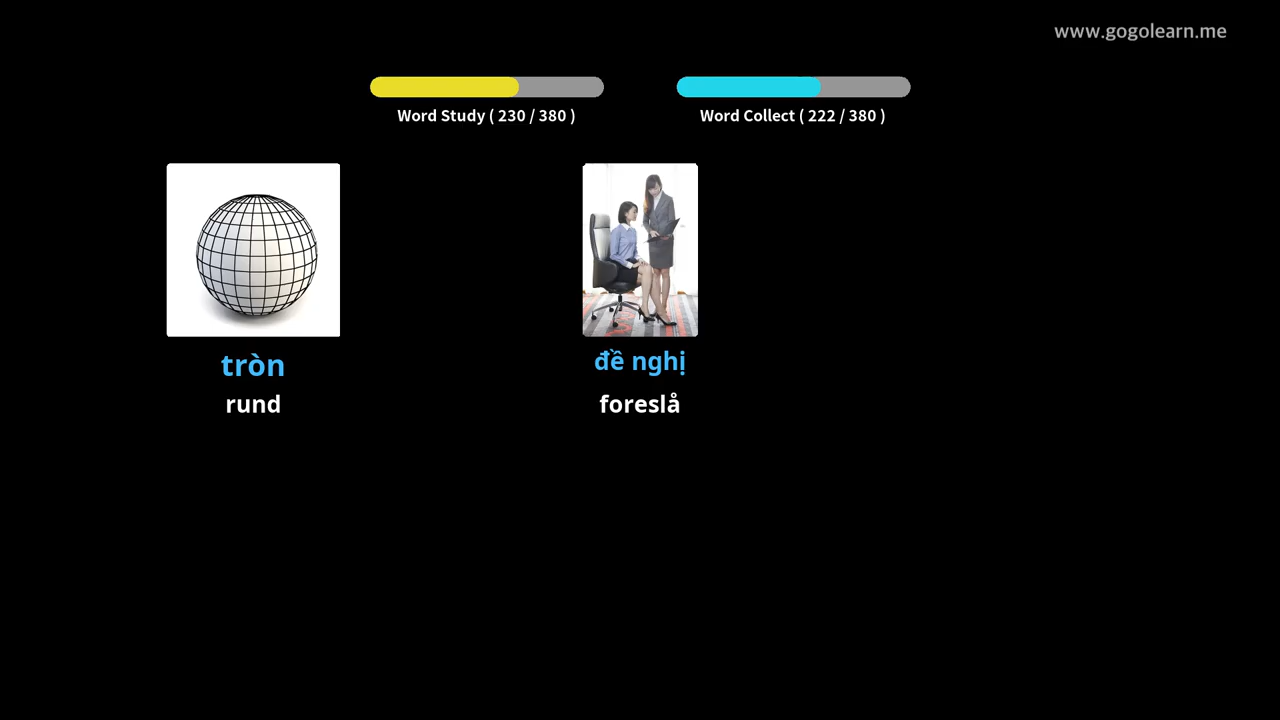 www.gogolearn.me
Word Study ( 230 / 380 )
Word Collect ( 222 / 380 )
tròn
rund
đề nghị
foreslå